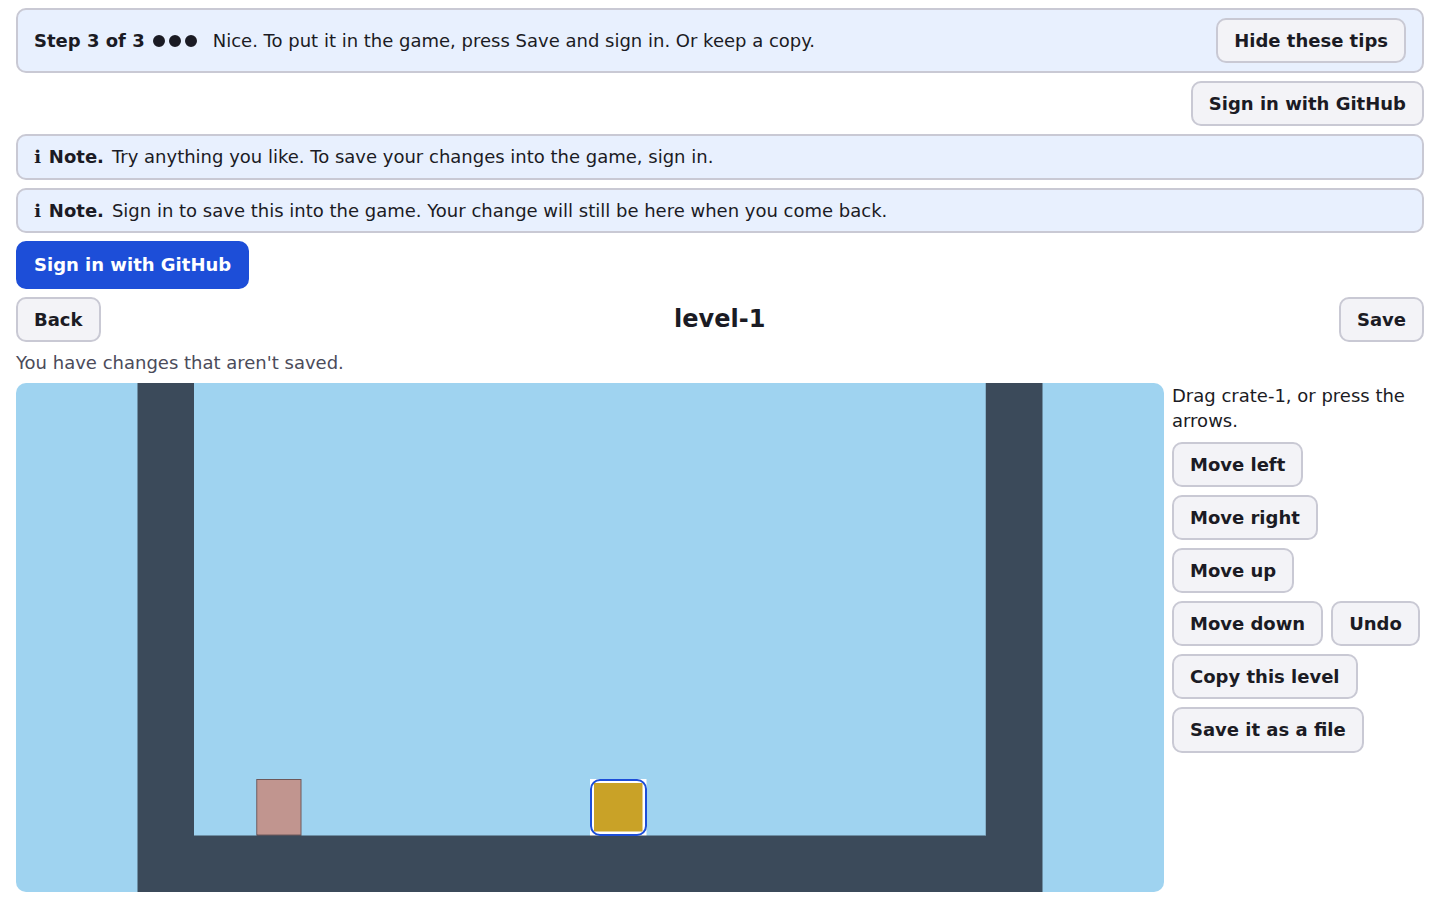 Step 3 of 3 Nice. To put it in the game, press Save and sign in. Or keep a copy. Hide these tips
Sign in with GitHub
i Note. Try anything you like. To save your changes into the game, sign in.
i Note. Sign in to save this into the game. Your change will still be here when you come back.
Sign in with GitHub
Back level-1 Save
You have changes that aren't saved.
Drag crate-1, or press the
arrows.
Move left
Move right
Move up
Move down Undo
Copy this level
Save it as a file